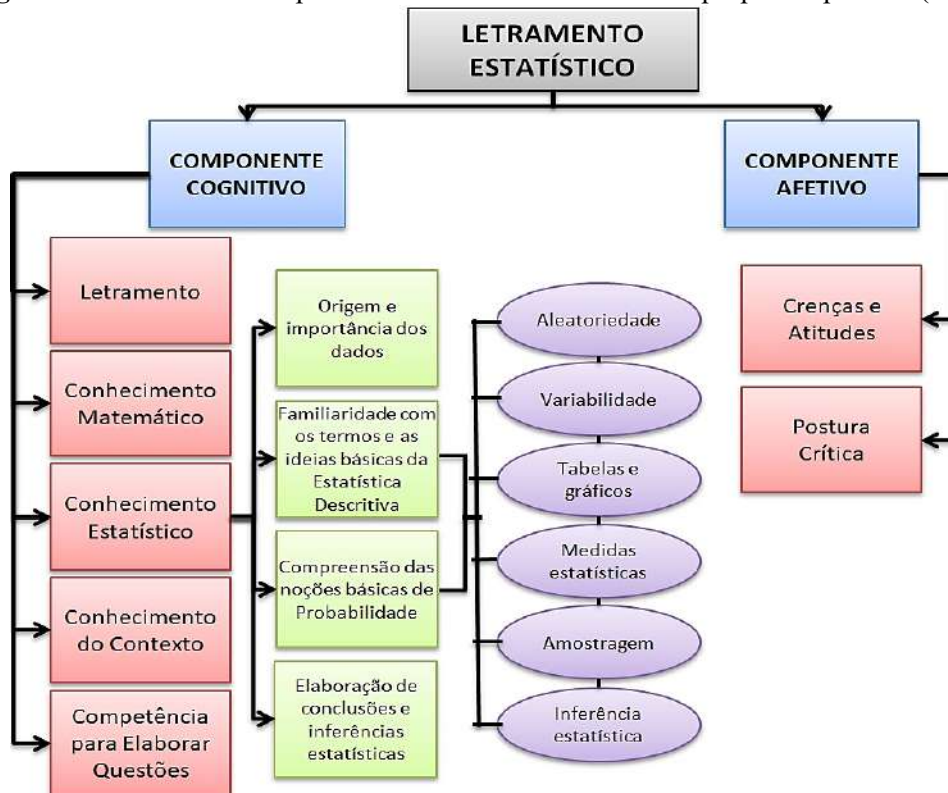 LETRAMENTO
ESTATÍSTICO
COMPONENTE
COGNITIVO
COMPONENTE
AFETIVO
Letramento
Conhecimento
Matemático
Conhecimento
Estatístico
Conhecimento
do Contexto
Competência
para Elaborar
Questões
Origem e
importância dos
dados
Familiaridade com
os termos e as
ideias básicas da
Estatística
Descritiva
Compreensão das
noções básicas de
Probabilidade
Elaboração de
conclusões e
inferências
estatísticas
Aleatoriedade
Variabilidade
Tabelas e
gráficos
Medidas
estatísticas
Amostragem
Inferência
estatística
Crenças e
Atitudes
Postura
Crítica